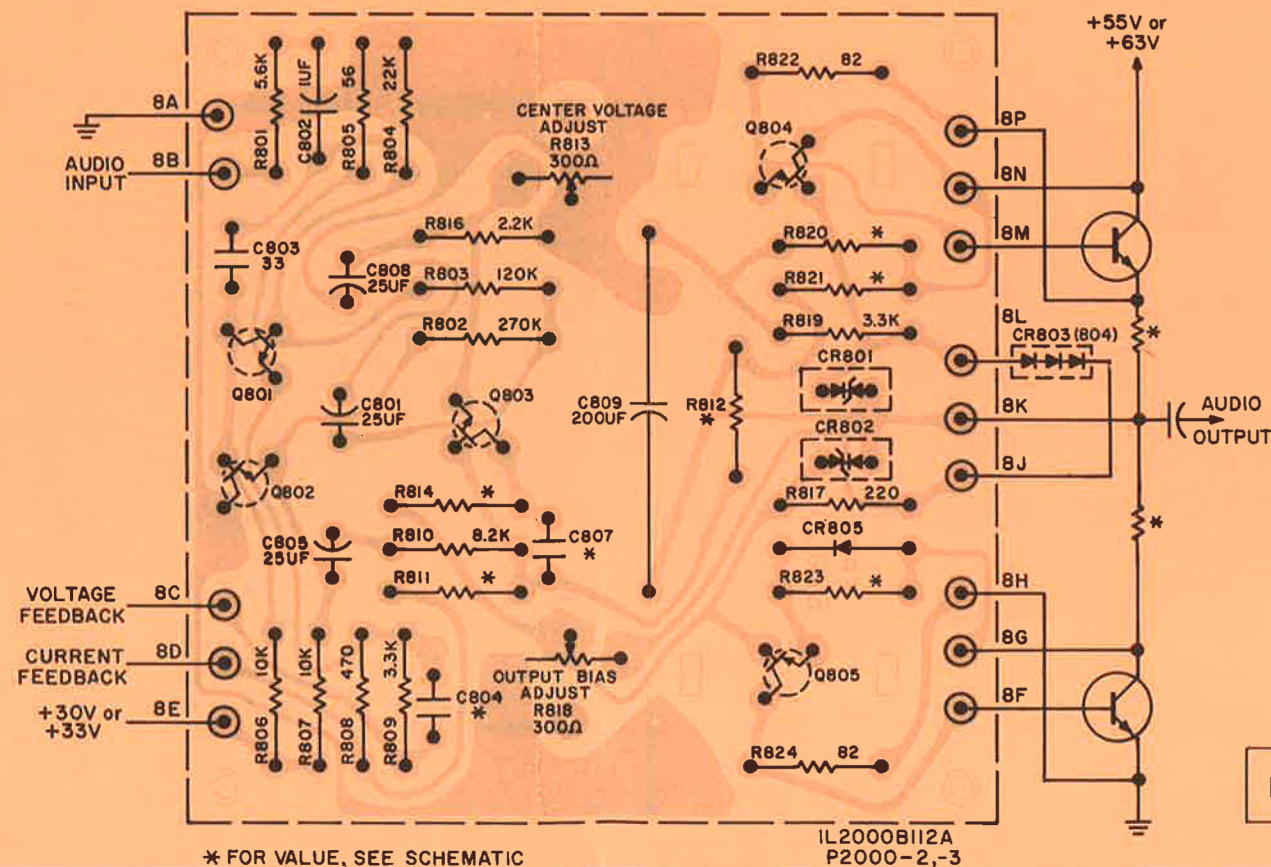 +55V or
+63V
8A
AUDIO
INPUT
8B
R801
5.6K
C802
1UF
R805
56
R804
22K
CENTER VOLTAGE
ADJUST
R813
300Ω
R822
82
Q804
8P
8N
8M
C803
33
C808
25UF
R816
2.2K
R803
120K
R802
270K
R820
*
R821
*
R819
3.3K
8L
CR803 (804)
*
Q801
C801
25UF
Q803
C809
200UF
R812
*
CR801
CR802
8K
AUDIO
OUTPUT
8J
Q802
R814
*
R810
8.2K
R811
*
C805
25UF
C807
*
R817
220
CR805
R823
*
*
VOLTAGE
FEEDBACK
8C
CURRENT
FEEDBACK
8D
+30V or
+33V
8E
R806
10K
R807
10K
R808
470
R809
3.3K
C804
*
OUTPUT BIAS
ADJUST
R818
300Ω
Q805
8H
8G
8F
R824
82
* FOR VALUE, SEE SCHEMATIC
IL2000B112A
P2000-2,-3